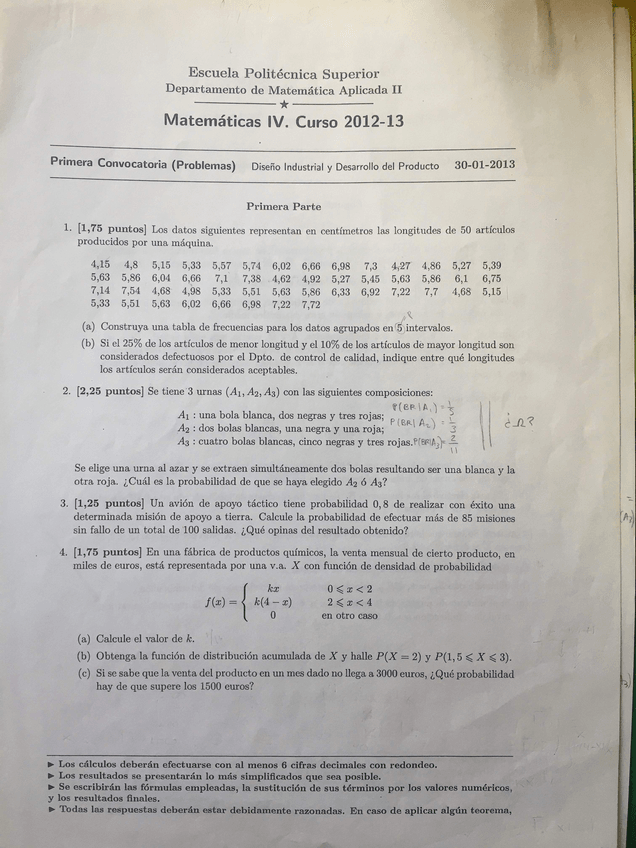 Escuela Politécnica Superior
Departamento de Matemática Aplicada II
Matemáticas IV. Curso 2012-13
Primera Convocatoria (Problemas) Diseño Industrial y Desarrollo del Producto 30-01-2013
Primera Parte
1. [1,75 puntos] Los datos siguientes representan en centímetros las longitudes de 50 artículos
producidos por una máquina.
4,15 4,8 5,15 5,33 5,57 5,74 6,02 6,66 6,98 7,3 4,27 4,86 5,27 5,39
5,63 5,86 6,04 6,66 7,1 7,38 4,62 4,92 5,27 5,45 5,63 5,86 6,1 6,75
7,14 7,54 4,68 4,98 5,33 5,51 5,63 5,86 6,33 6,92 7,22 7,7 4,68 5,15
5,33 5,51 5,63 6,02 6,66 6,98 7,22 7,72
(a) Construya una tabla de frecuencias para los datos agrupados en 5 intervalos.
(b) Si el 25% de los artículos de menor longitud y el 10% de los artículos de mayor longitud son
considerados defectuosos por el Dpto. de control de calidad, indique entre qué longitudes
los artículos serán considerados aceptables.
2. [2,25 puntos] Se tiene 3 urnas (A₁, A₂, A₃) con las siguientes composiciones:
A₁ : una bola blanca, dos negras y tres rojas; P(BR|A₁) = 1/5
A₂ : dos bolas blancas, una negra y una roja; P(BR|A₂) = 1/3 ¿Ω?
A₃ : cuatro bolas blancas, cinco negras y tres rojas. P(BR|A₃) = 2/11
Se elige una urna al azar y se extraen simultáneamente dos bolas resultando ser una blanca y la
otra roja. ¿Cuál es la probabilidad de que se haya elegido A₂ ó A₃?
3. [1,25 puntos] Un avión de apoyo táctico tiene probabilidad 0,8 de realizar con éxito una
determinada misión de apoyo a tierra. Calcule la probabilidad de efectuar más de 85 misiones
sin fallo de un total de 100 salidas. ¿Qué opinas del resultado obtenido?
4. [1,75 puntos] En una fábrica de productos químicos, la venta mensual de cierto producto, en
miles de euros, está representada por una v.a. X con función de densidad de probabilidad
kx 0 ⩽ x < 2
f(x) = { k(4 − x) 2 ⩽ x < 4
0 en otro caso
(a) Calcule el valor de k.
(b) Obtenga la función de distribución acumulada de X y halle P(X = 2) y P(1,5 ⩽ X ⩽ 3).
(c) Si se sabe que la venta del producto en un mes dado no llega a 3000 euros, ¿Qué probabilidad
hay de que supere los 1500 euros?
► Los cálculos deberán efectuarse con al menos 6 cifras decimales con redondeo.
► Los resultados se presentarán lo más simplificados que sea posible.
► Se escribirán las fórmulas empleadas, la sustitución de sus términos por los valores numéricos,
y los resultados finales.
► Todas las respuestas deberán estar debidamente razonadas. En caso de aplicar algún teorema,